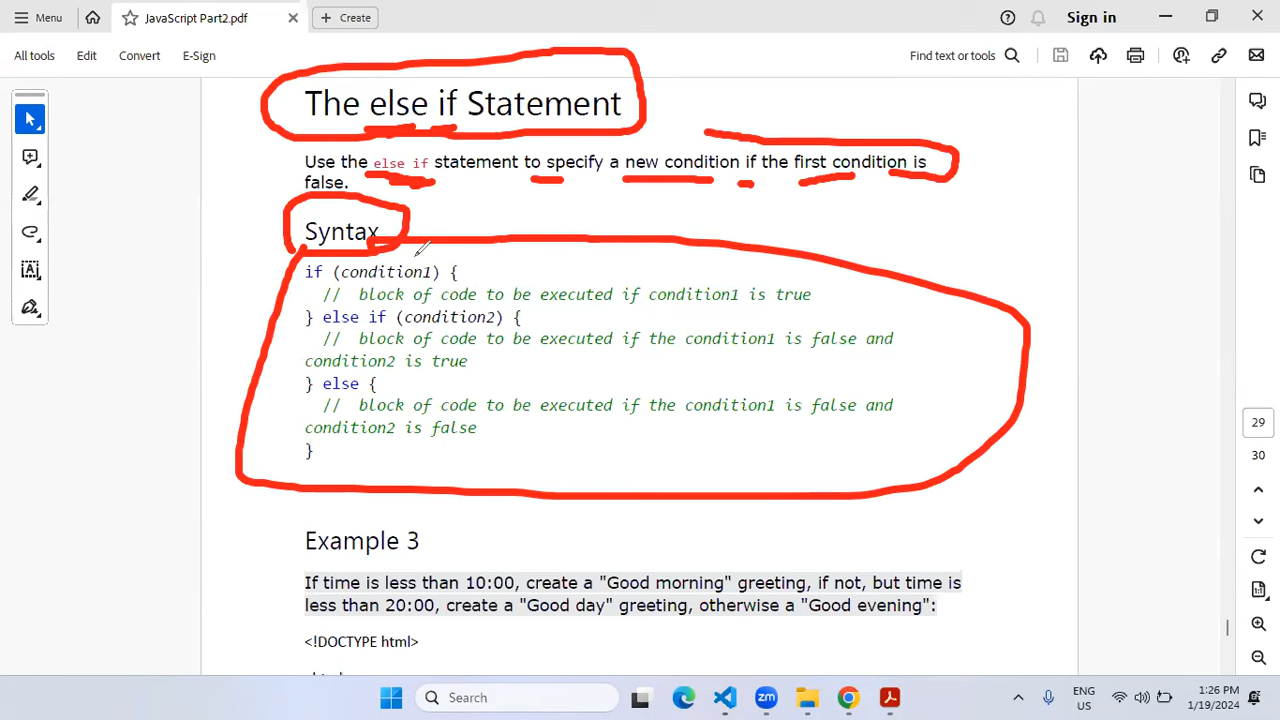 Menu
JavaScript Part2.pdf
Create
Sign in
All tools
Edit
Convert
E-Sign
Find text or tools
The else if Statement
Use the else if statement to specify a new condition if the first condition is
false.
Syntax
if (condition1) {
// block of code to be executed if condition1 is true
} else if (condition2) {
// block of code to be executed if the condition1 is false and
condition2 is true
} else {
// block of code to be executed if the condition1 is false and
condition2 is false
}
Example 3
If time is less than 10:00, create a "Good morning" greeting, if not, but time is
less than 20:00, create a "Good day" greeting, otherwise a "Good evening":
<!DOCTYPE html>
29
30
Search
zm
ENG
US
1:26 PM
1/19/2024